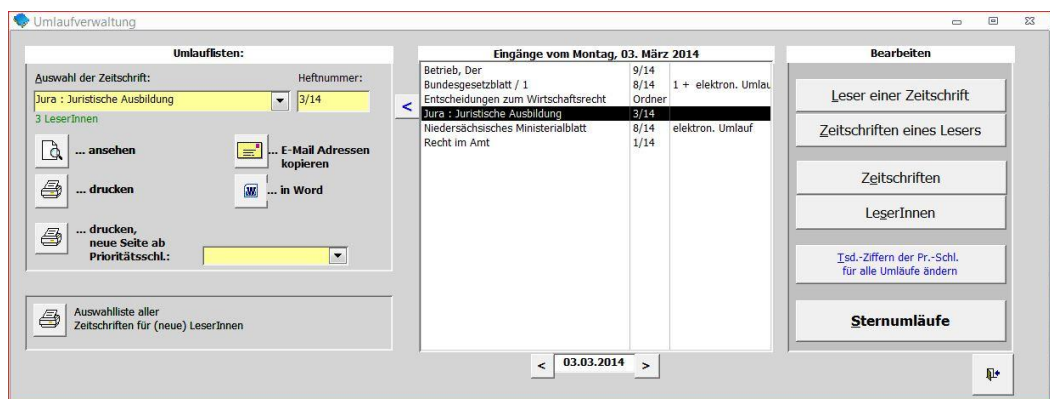 Umlaufverwaltung
Umlauflisten:
Auswahl der Zeitschrift:
Heftnummer:
Jura : Juristische Ausbildung
3/14
3 LeserInnen
... ansehen
... E-Mail Adressen
kopieren
... drucken
... in Word
... drucken,
neue Seite ab
Prioritätsschl.:
Auswahlliste aller
Zeitschriften für (neue) LeserInnen
<
Eingänge vom Montag, 03. März 2014
Betrieb, Der 9/14
Bundesgesetzblatt / 1 8/14 1 + elektron. Umlau
Entscheidungen zum Wirtschaftsrecht Ordner
Jura : Juristische Ausbildung 3/14
Niedersächsisches Ministerialblatt 8/14 elektron. Umlauf
Recht im Amt 1/14
< 03.03.2014 >
Bearbeiten
Leser einer Zeitschrift
Zeitschriften eines Lesers
Zeitschriften
LeserInnen
Tsd.-Ziffern der Pr.-Schl.
für alle Umläufe ändern
Sternumläufe